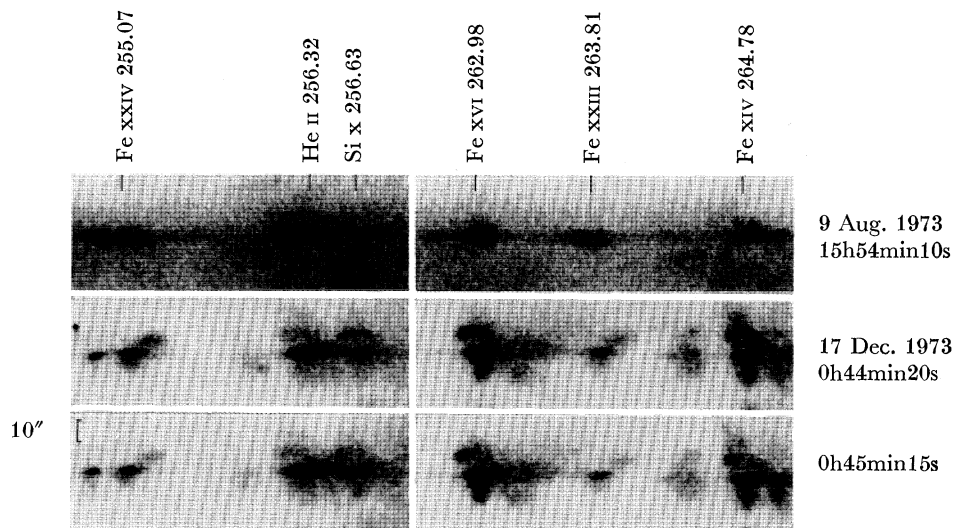 Fe XXIV 255.07
He II 256.32
Si X 256.63
Fe XVI 262.98
Fe XXIII 263.81
Fe XIV 264.78
9 Aug. 1973
15h54min10s
17 Dec. 1973
0h44min20s
10″
0h45min15s